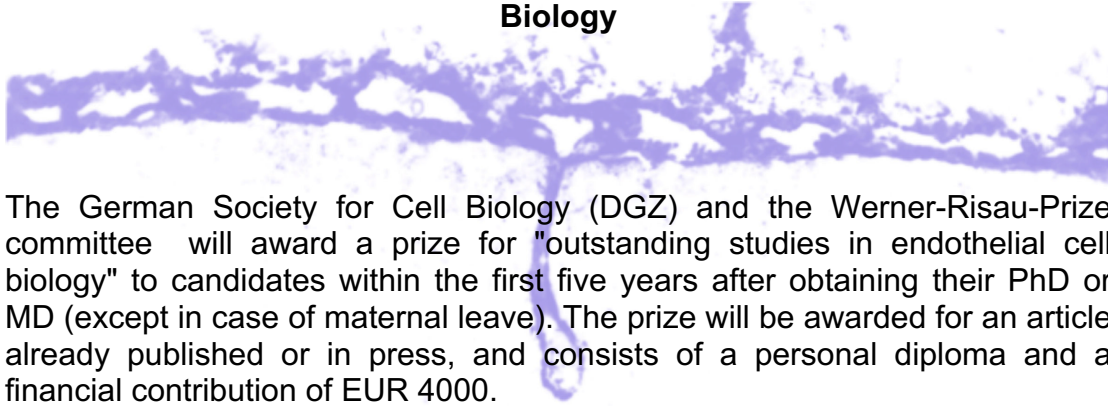 Biology
The German Society for Cell Biology (DGZ) and the Werner-Risau-Prize
committee will award a prize for "outstanding studies in endothelial cell
biology" to candidates within the first five years after obtaining their PhD or
MD (except in case of maternal leave). The prize will be awarded for an article
already published or in press, and consists of a personal diploma and a
financial contribution of EUR 4000.